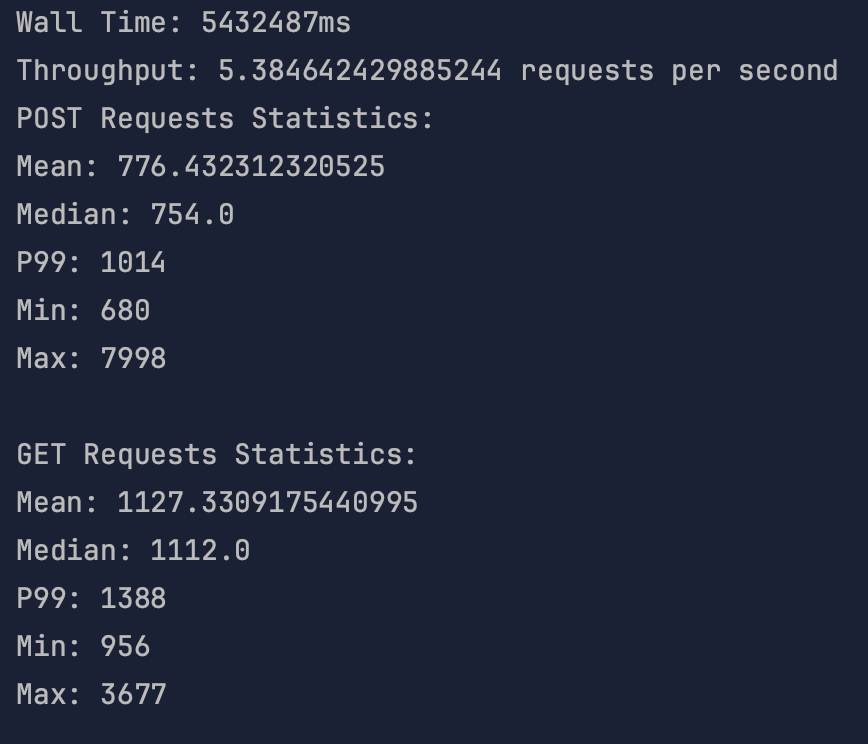 Wall Time: 5432487ms
Throughput: 5.384642429885244 requests per second
POST Requests Statistics:
Mean: 776.432312320525
Median: 754.0
P99: 1014
Min: 680
Max: 7998
GET Requests Statistics:
Mean: 1127.3309175440995
Median: 1112.0
P99: 1388
Min: 956
Max: 3677